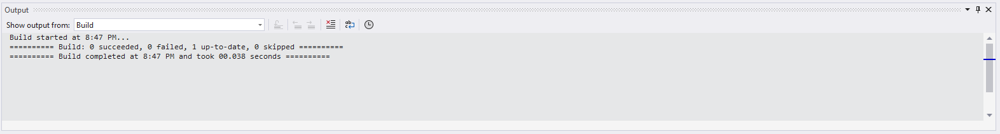 Output
Show output from: Build
Build started at 8:47 PM...
========== Build: 0 succeeded, 0 failed, 1 up-to-date, 0 skipped ==========
========== Build completed at 8:47 PM and took 00.038 seconds ==========